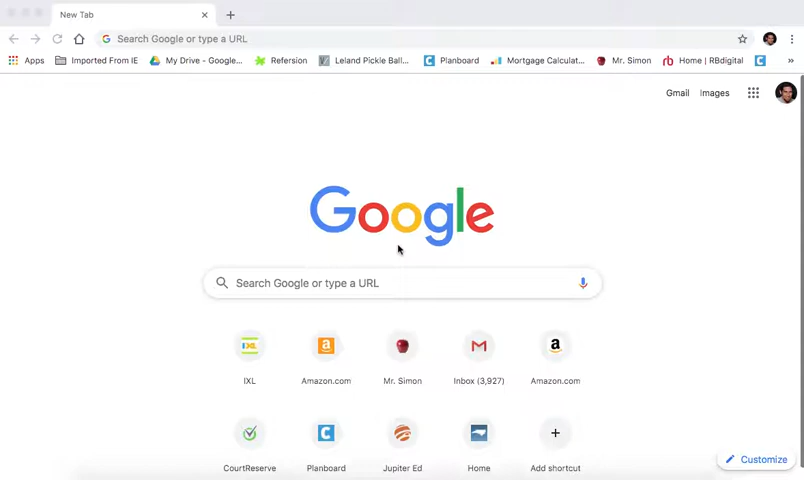 New Tab
Search Google or type a URL
Apps Imported From IE My Drive - Google... Refersion Leland Pickle Ball... Planboard Mortgage Calculat... Mr. Simon Home | RBdigital »
Gmail Images
Google
Search Google or type a URL
IXL Amazon.com Mr. Simon Inbox (3,927) Amazon.com
CourtReserve Planboard Jupiter Ed Home Add shortcut
Customize